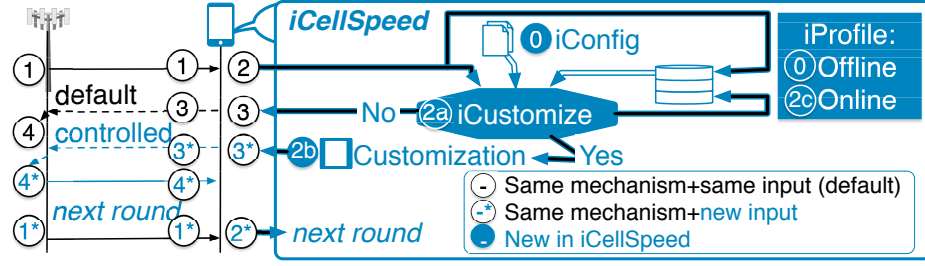 iCellSpeed
0 iConfig
iProfile:
0 Offline
2c Online
1 1 2
default
3 3 No 2a iCustomize
4 controlled
3* 3* 2b Customization Yes
4* 4*
next round
1* 1* 2* next round
- Same mechanism+same input (default)
-* Same mechanism+new input
- New in iCellSpeed